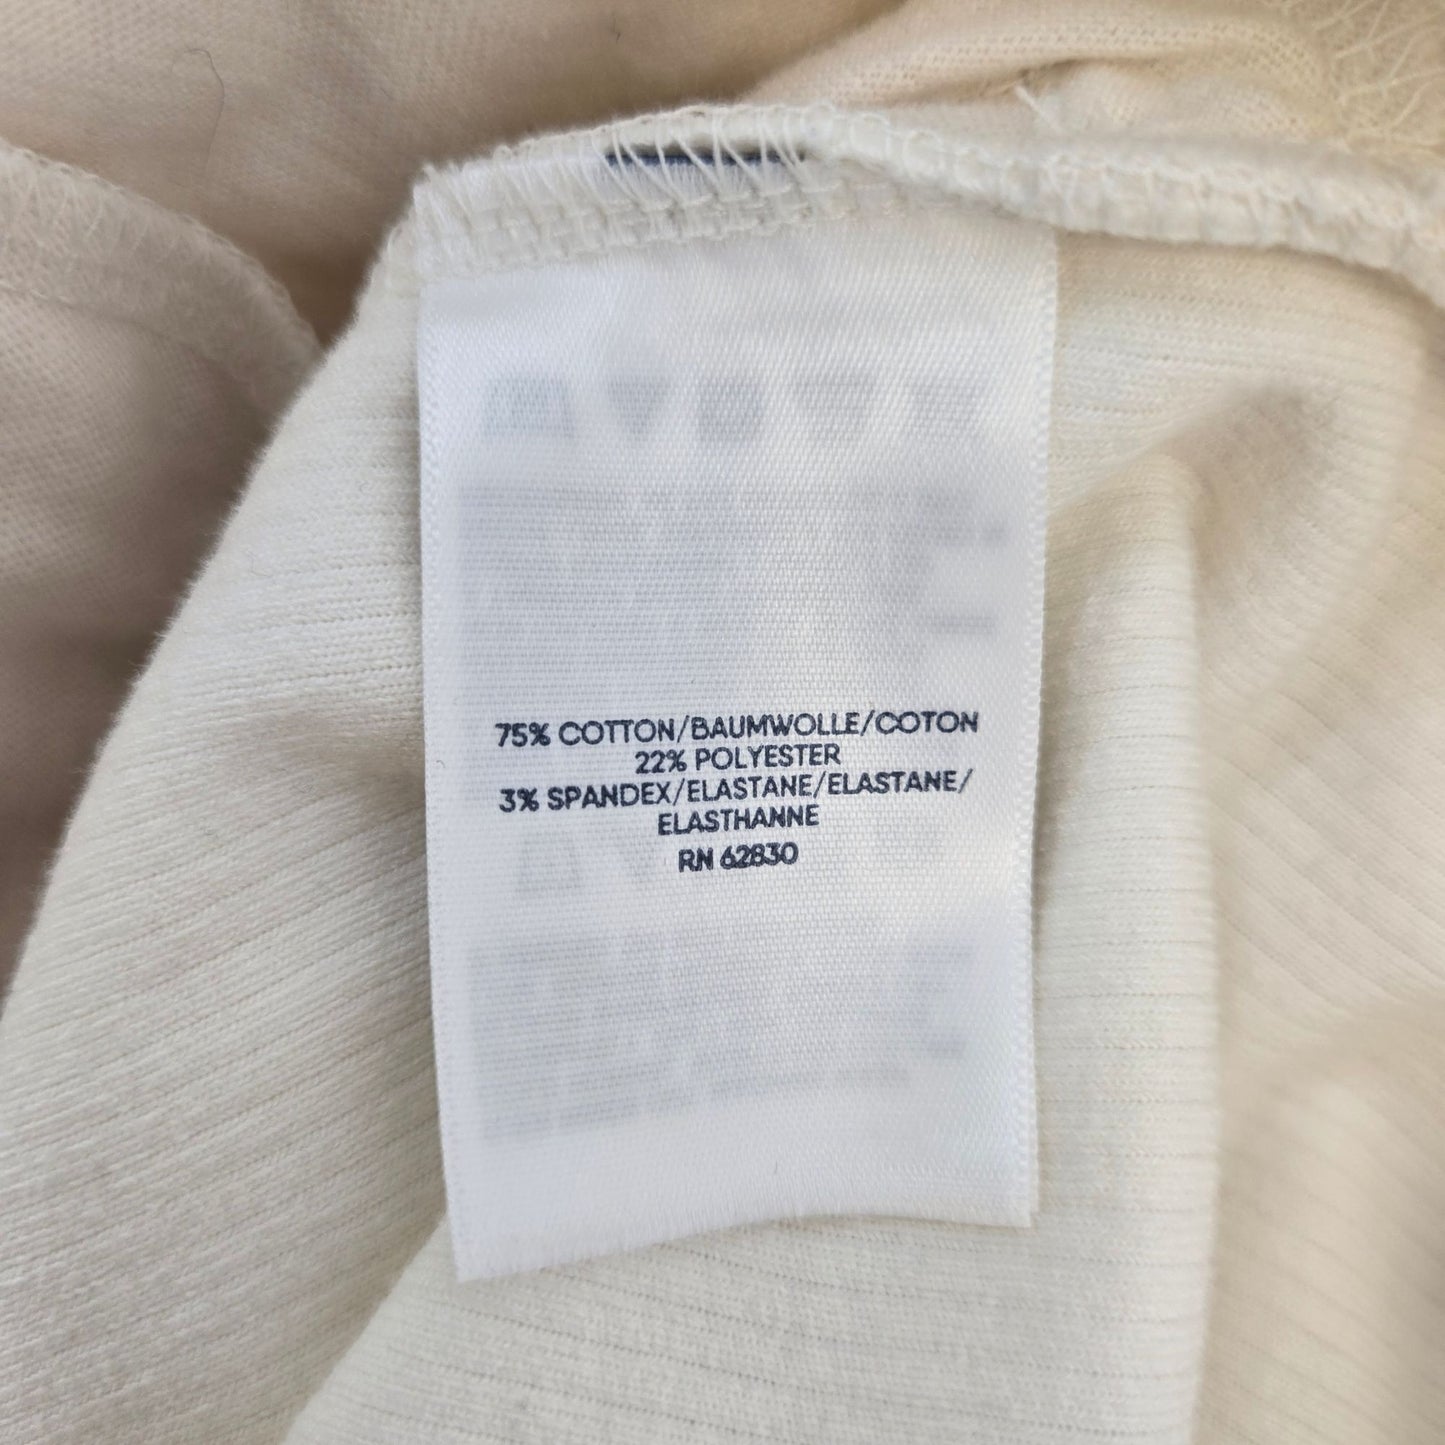 75% COTTON/BAUMWOLLE/COTON
22% POLYESTER
3% SPANDEX/ELASTANE/ELASTANE/
ELASTHANNE
RN 62830